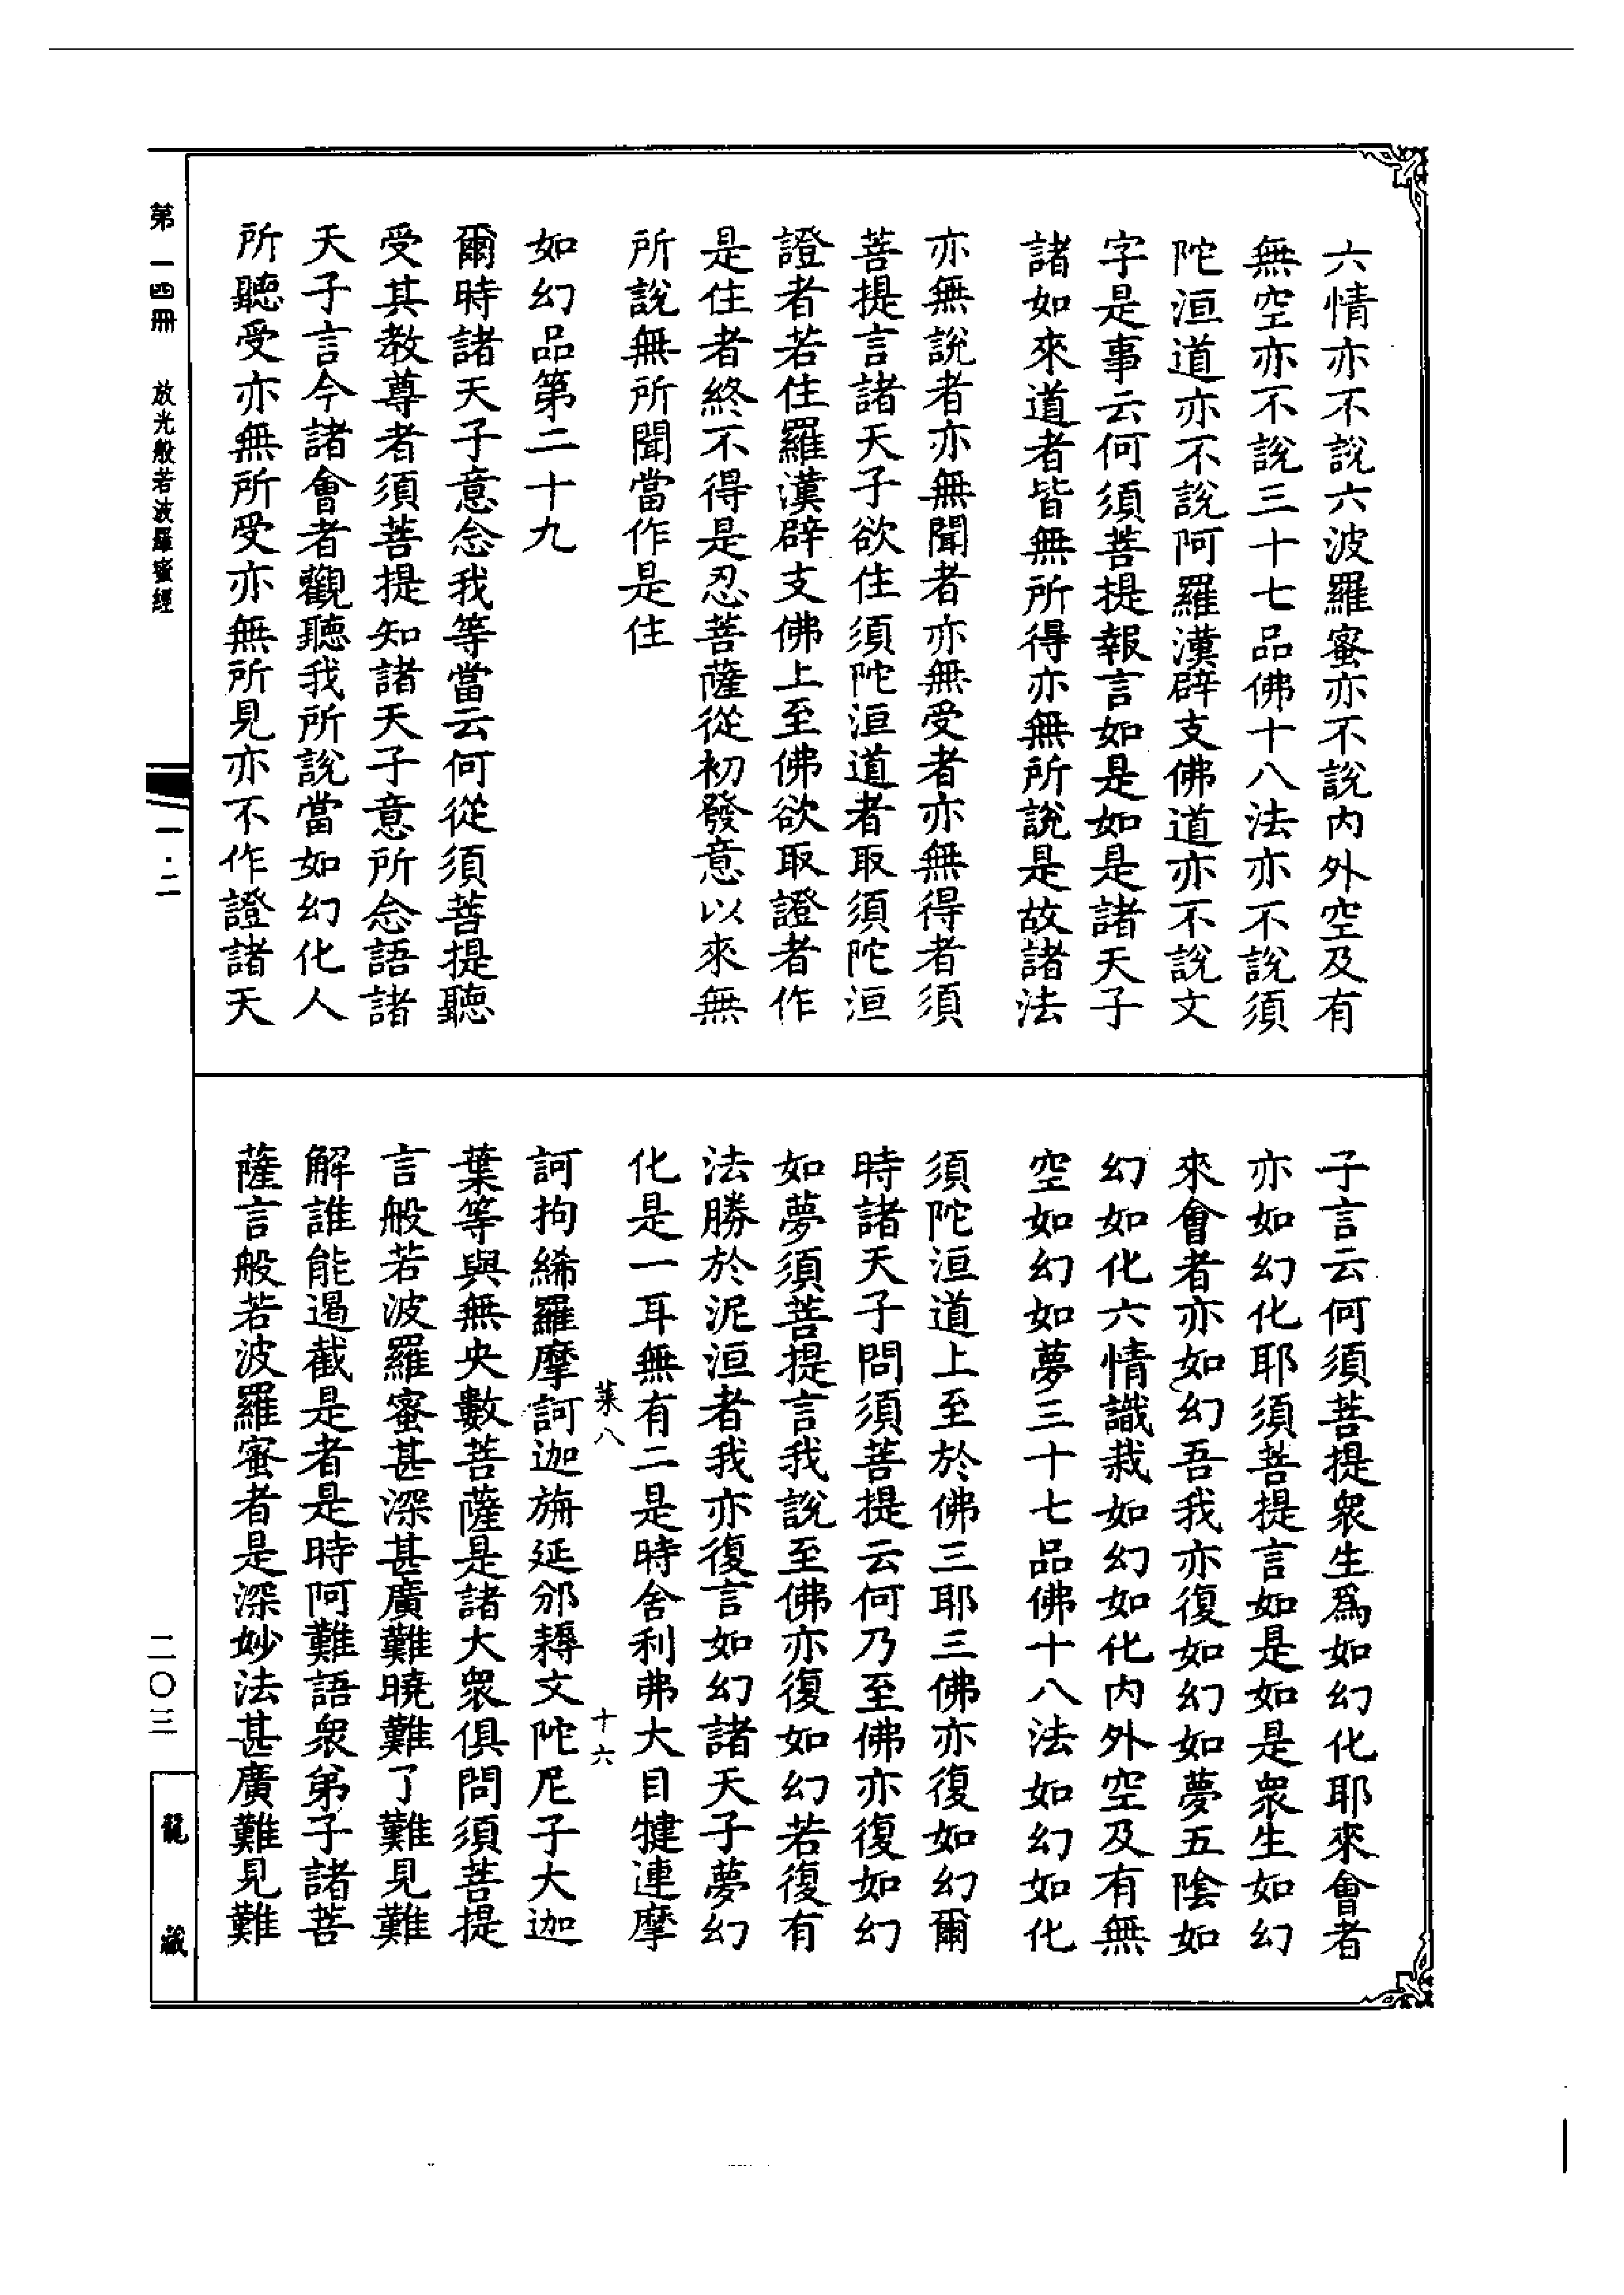 六情亦不說六波羅蜜亦不說內外空及有
無空亦不說三十七品佛十八法亦不說須
陀洹道亦不說阿羅漢辟支佛道亦不說文
字是事云何須菩提報言如是如是諸天子
諸如來道者皆無所得亦無所說是故諸法
亦無說者亦無聞者亦無受者亦無得者須
菩提言諸天子欲住須陀洹道者取須陀洹
證者若住羅漢辟支佛上至佛欲取證者作
是住者終不得是忍菩薩從初發意以來無
所說無所聞當作是住
如幻品第二十九
爾時諸天子意念我等當云何從須菩提聽
受其教尊者須菩提知諸天子意所念語諸
天子言今諸會者觀聽我所說當如幻化人
所聽受亦無所受亦無所見亦不作證諸天
子言云何須菩提衆生爲如幻化耶來會者
亦如幻化耶須菩提言如是如是衆生如幻
來會者亦如幻吾我亦復如幻如夢五陰如
幻如化六情識栽如幻如化內外空及有無
空如幻如夢三十七品佛十八法如幻如化
須陀洹道上至於佛三耶三佛亦復如幻爾
時諸天子問須菩提云何乃至佛亦復如幻
如夢須菩提言我說至佛亦復如幻若復有
法勝於泥洹者我亦復言如幻諸天子夢幻
化是一耳無有二是時舍利弗大目犍連摩
葉八 十六
訶拘絺羅摩訶迦旃延邠耨文陀尼子大迦
葉等與無央數菩薩是諸大衆俱問須菩提
言般若波羅蜜甚深甚廣難曉難了難見難
解誰能遏截是者是時阿難語衆弟子諸菩
薩言般若波羅蜜者是深妙法甚廣難見難
第一四冊 放光般若波羅蜜經
一·二
二〇三
龍藏